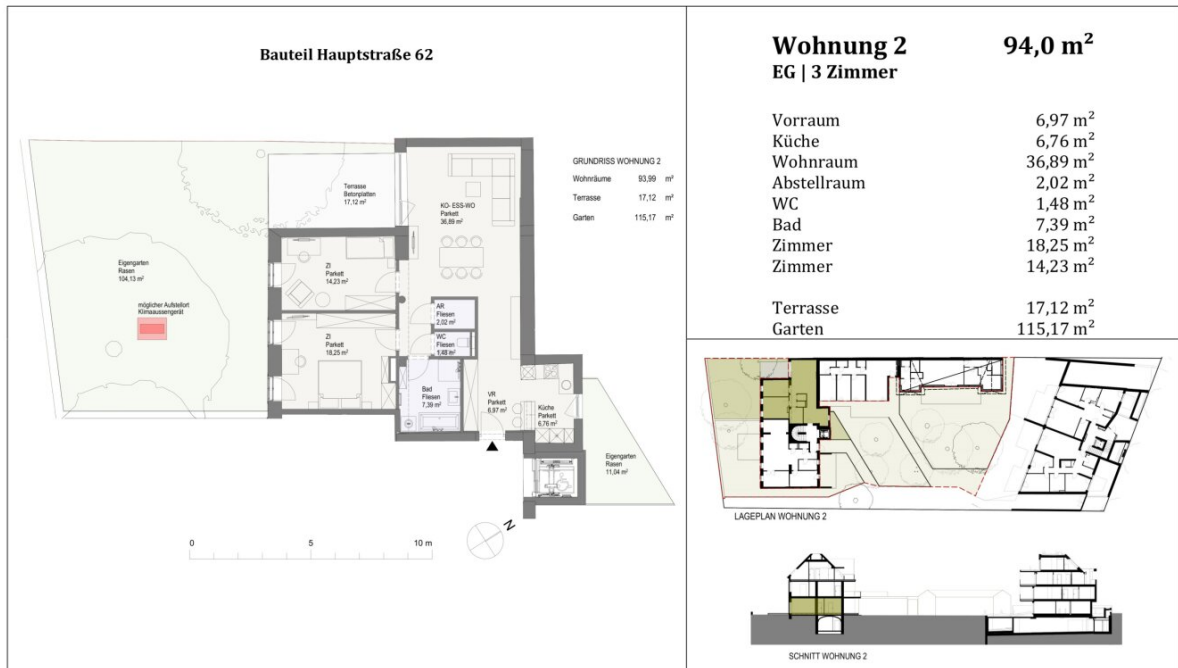 Bauteil Hauptstraße 62
Terrasse
Betonplatten
17,12 m²
KO- ESS-WO
Parkett
36,89 m²
GRUNDRISS WOHNUNG 2
Wohnräume 93,99 m²
Terrasse 17,12 m²
Garten 115,17 m²
Eigengarten
Rasen
104,13 m²
möglicher Aufstellort
Klimaaussengerät
ZI
Parkett
14,23 m²
AR
Fliesen
2,02 m²
ZI
Parkett
18,25 m²
WC
Fliesen
1,48 m²
Bad
Fliesen
7,39 m²
VR
Parkett
6,97 m²
Küche
Parkett
6,76 m²
Eigengarten
Rasen
11,04 m²
N
0 5 10 m
Wohnung 2 94,0 m²
EG | 3 Zimmer
Vorraum 6,97 m²
Küche 6,76 m²
Wohnraum 36,89 m²
Abstellraum 2,02 m²
WC 1,48 m²
Bad 7,39 m²
Zimmer 18,25 m²
Zimmer 14,23 m²
Terrasse 17,12 m²
Garten 115,17 m²
LAGEPLAN WOHNUNG 2
SCHNITT WOHNUNG 2